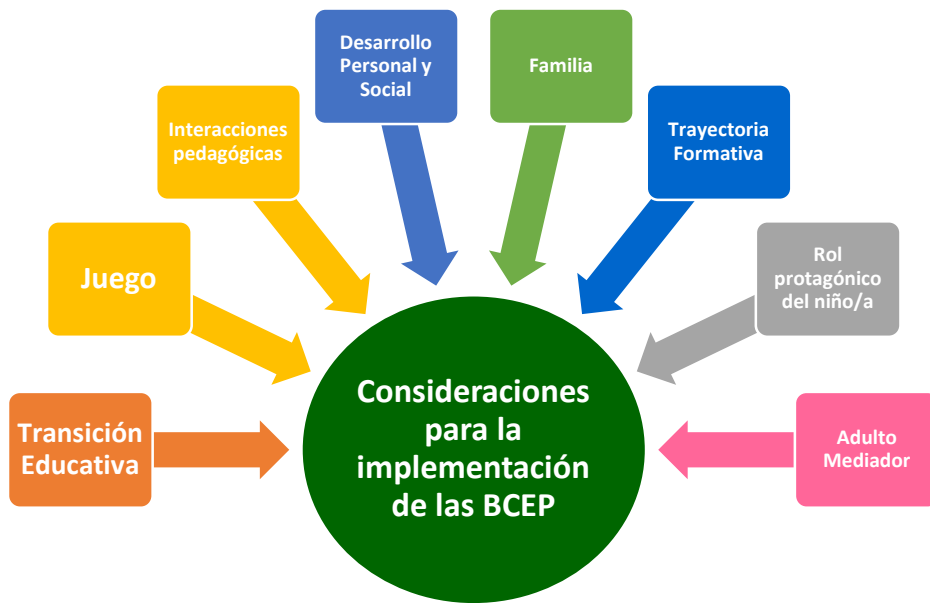 Desarrollo
Personal y
Social
Familia
Interacciones
pedagógicas
Trayectoria
Formativa
Juego
Rol
protagónico
del niño/a
Transición
Educativa
Adulto
Mediador
Consideraciones
para la
implementación
de las BCEP